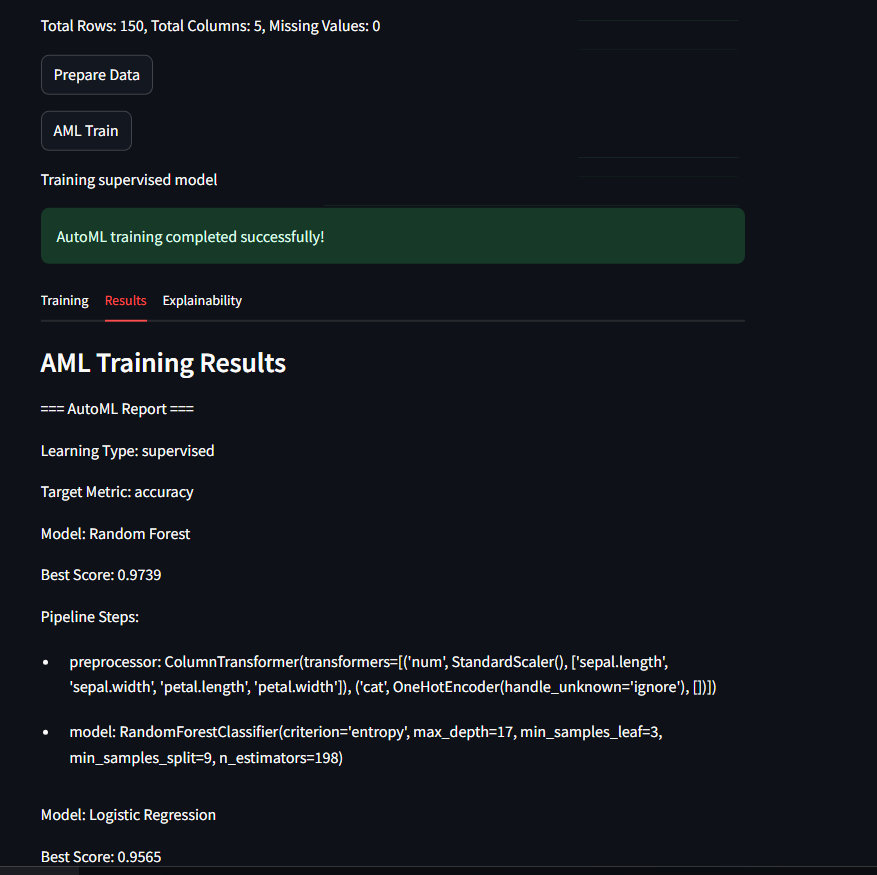 Total Rows: 150, Total Columns: 5, Missing Values: 0
Prepare Data
AML Train
Training supervised model
AutoML training completed successfully!
Training Results Explainability
AML Training Results
=== AutoML Report ===
Learning Type: supervised
Target Metric: accuracy
Model: Random Forest
Best Score: 0.9739
Pipeline Steps:
• preprocessor: ColumnTransformer(transformers=[('num', StandardScaler(), ['sepal.length',
'sepal.width', 'petal.length', 'petal.width']), ('cat', OneHotEncoder(handle_unknown='ignore'), [])])
• model: RandomForestClassifier(criterion='entropy', max_depth=17, min_samples_leaf=3,
min_samples_split=9, n_estimators=198)
Model: Logistic Regression
Best Score: 0.9565